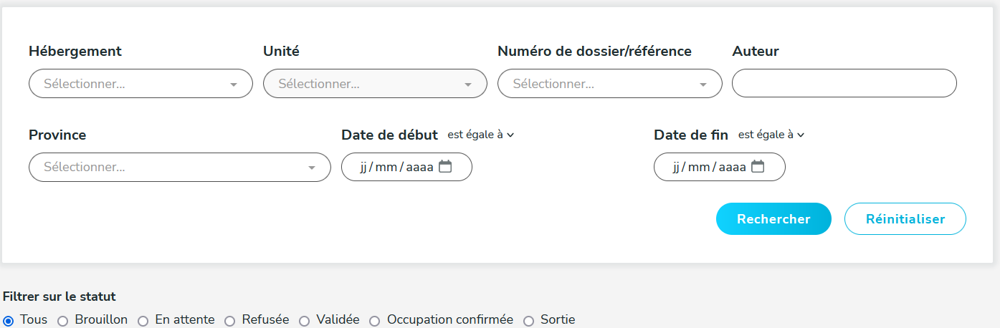 Hébergement Unité Numéro de dossier/référence Auteur
Sélectionner... Sélectionner... Sélectionner...
Province Date de début est égale à Date de fin est égale à
Sélectionner... jj/mm/aaaa jj/mm/aaaa
Rechercher Réinitialiser
Filtrer sur le statut
Tous Brouillon En attente Refusée Validée Occupation confirmée Sortie